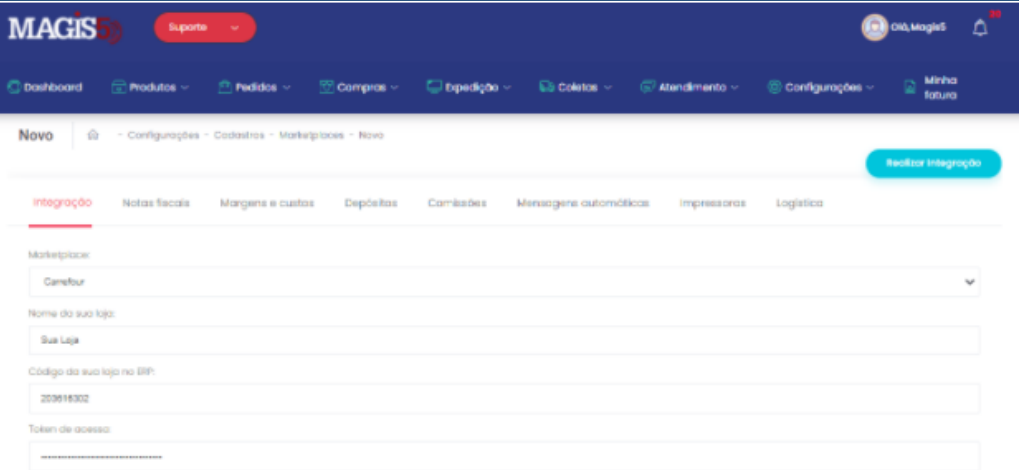 MAGIS5
Suporte
Olá, Magis5
Dashboard
Produtos
Pedidos
Compras
Expedição
Coletas
Atendimento
Configurações
Minha
fatura
Novo
- Configurações - Cadastros - Marketplaces - Novo
Realizar Integração
Integração
Notas fiscais
Margens e custos
Depósitos
Comissões
Mensagens automáticas
Impressoras
Logística
Marketplace:
Carrefour
Nome da sua loja:
Sua Loja
Código da sua loja no ERP:
203616302
Token de acesso: